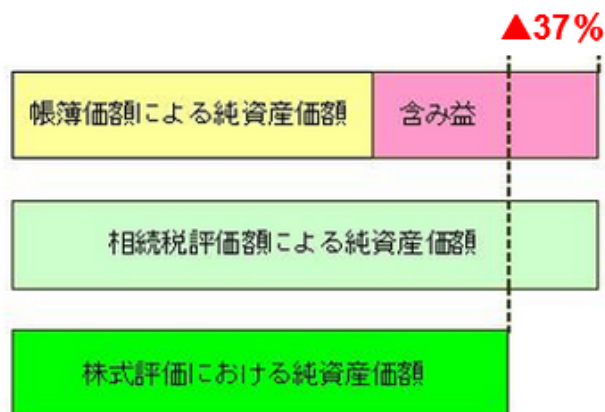 ▲37%
帳簿価額による純資産価額
含み益
相続税評価額による純資産価額
株式評価における純資産価額